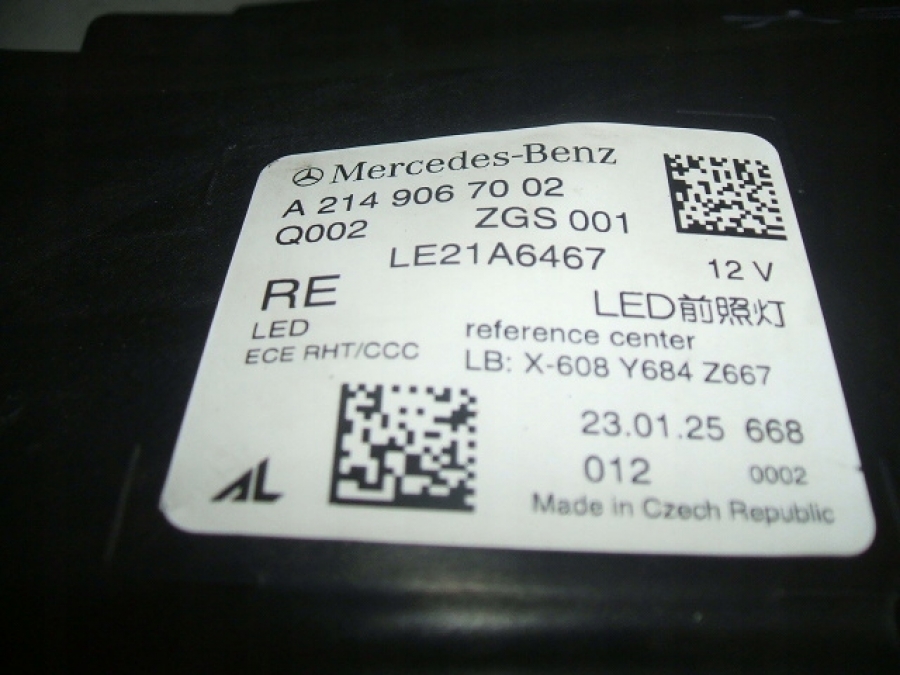 Mercedes-Benz
A 214 906 70 02
Q002 ZGS 001
LE21A6467
12 V
RE
LED前照灯
LED
reference center
ECE RHT/CCC
LB: X-608 Y684 Z667
23.01.25 668
012 0002
AL
Made in Czech Republic